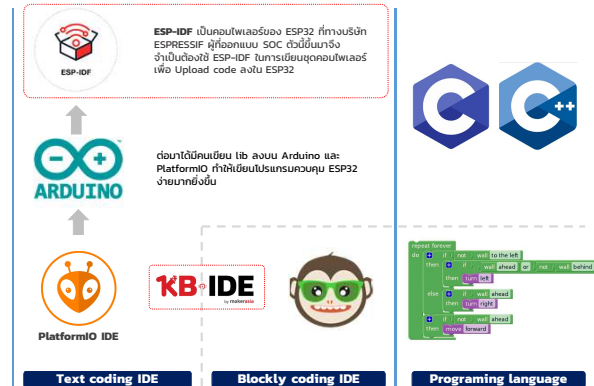 ESP-IDF
ESP-IDF เป็นคอมไพเลอร์ของ ESP32 ที่ทางบริษัท
ESPRESSIF ผู้ที่ออกแบบ SOC ตัวนี้ขึ้นมาจึง
จำเป็นต้องใช้ ESP-IDF ในการเขียนชุดคอมไพเลอร์
เพื่อ Upload code ลงใน ESP32
C
C++
ARDUINO
ต่อมาได้มีคนเขียน lib ลงบน Arduino และ
PlatformIO ทำให้เขียนโปรแกรมควบคุม ESP32
ง่ายมากยิ่งขึ้น
PlatformIO IDE
KB IDE
by makerasia
repeat forever
do if not wall to the left
then if wall ahead or not wall behind
then turn left
else if wall ahead
then turn right
if not wall ahead
then move forward
Text coding IDE
Blockly coding IDE
Programing language